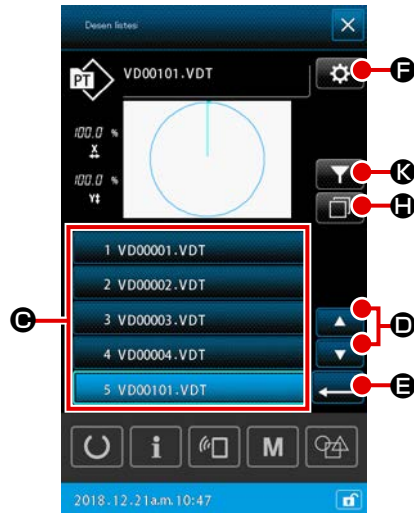 Desen listesi
PT VD00101.VDT
F
100.0 %
X
K
100.0 %
Y
H
1 VD00001.VDT
2 VD00002.VDT
C
3 VD00003.VDT
D
4 VD00004.VDT
5 VD00101.VDT
E
i M
2018.12.21a.m.10:47